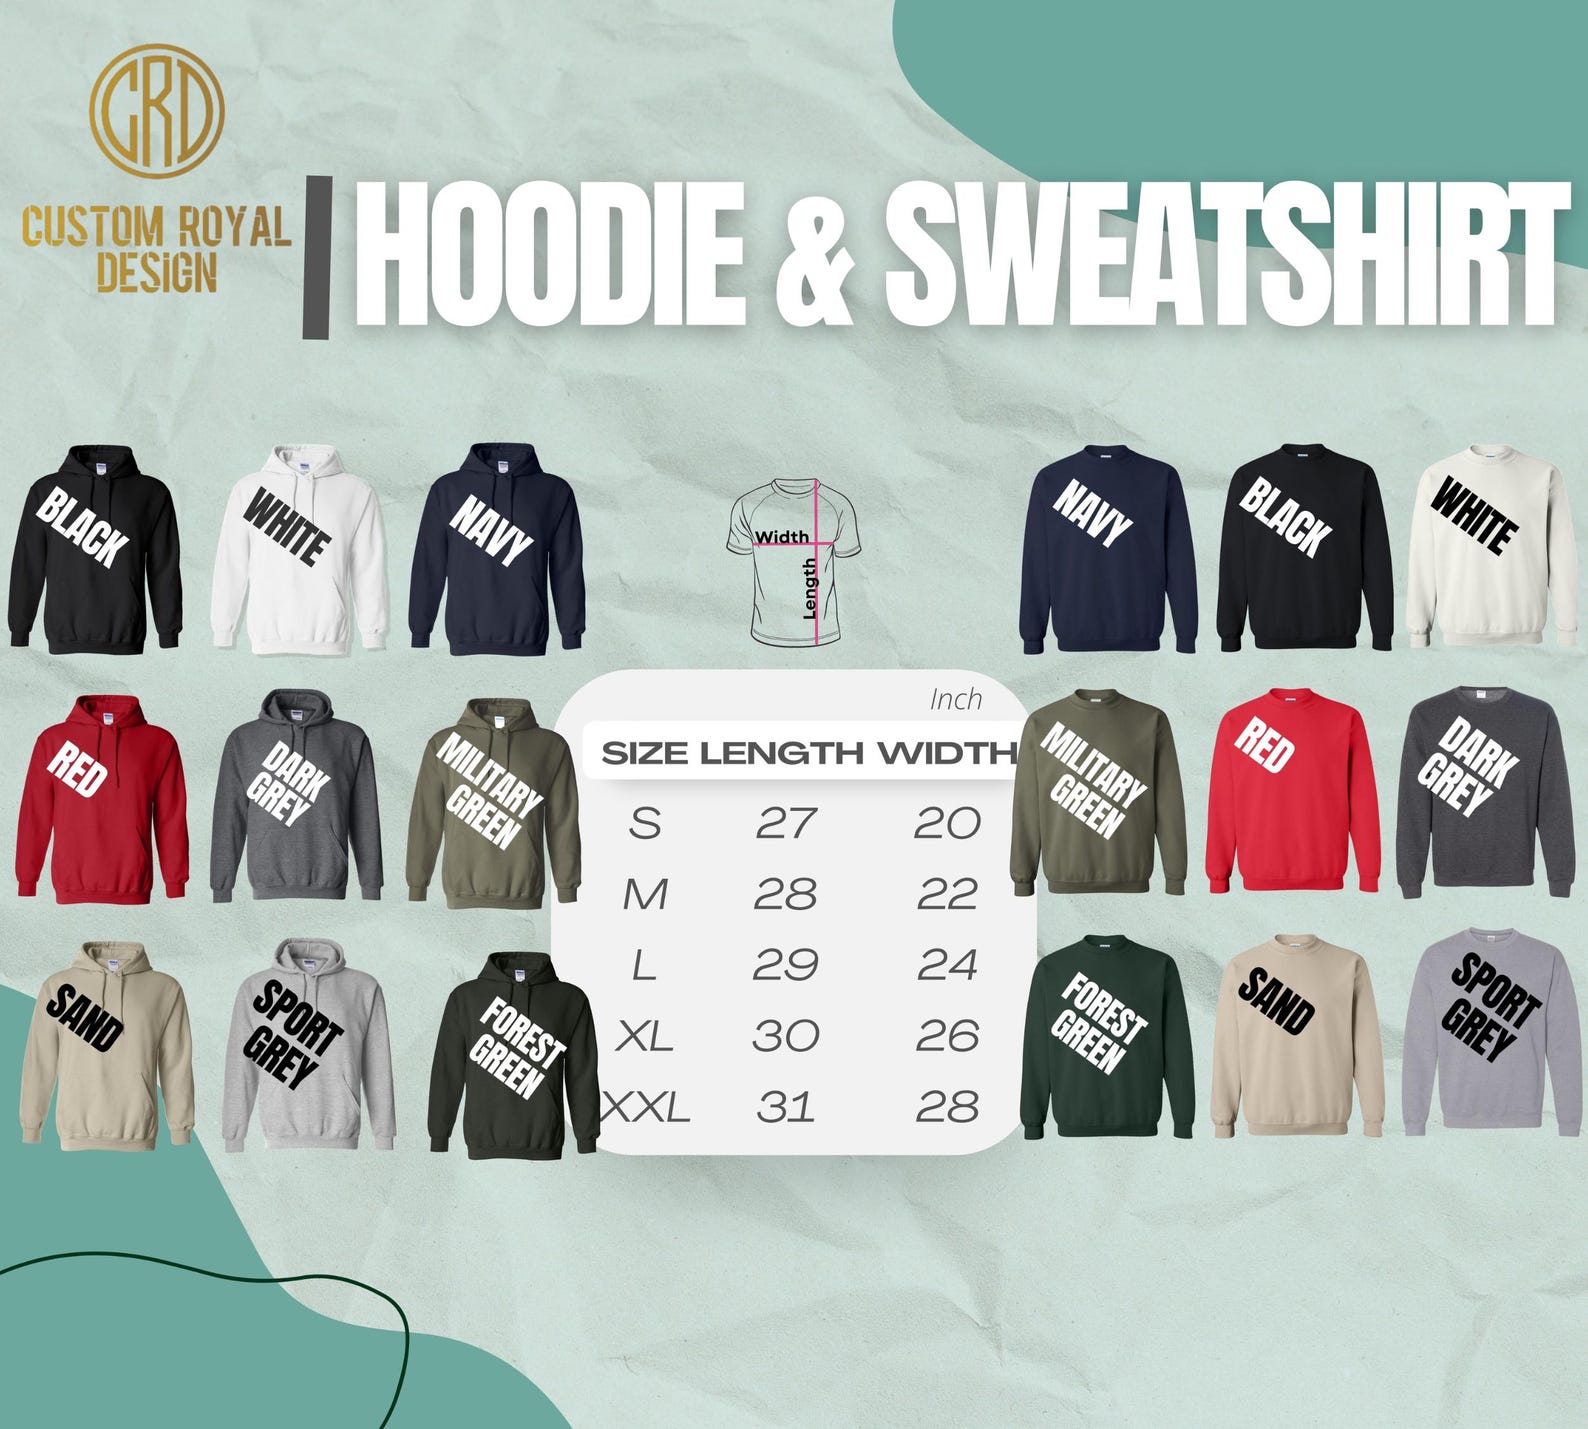 CRD
CUSTOM ROYAL
DESIGN
HOODIE & SWEATSHIRT
BLACK
WHITE
NAVY
Width
Length
NAVY
BLACK
WHITE
RED
DARK
GREY
MILITARY
GREEN
Inch
SIZE LENGTH WIDTH
S 27 20
M 28 22
L 29 24
XL 30 26
XXL 31 28
MILITARY
GREEN
RED
DARK
GREY
SAND
SPORT
GREY
FOREST
GREEN
FOREST
GREEN
SAND
SPORT
GREY